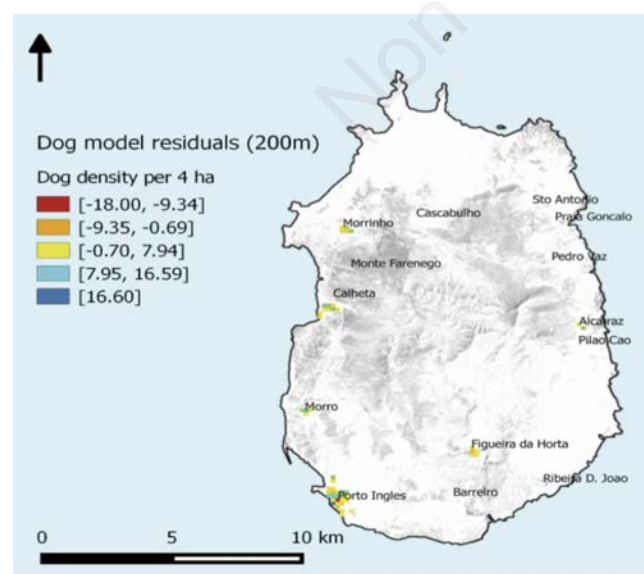 Non
Dog model residuals (200m)
Dog density per 4 ha
[-18.00, -9.34]
[-9.35, -0.69]
[-0.70, 7.94]
[7.95, 16.59]
[16.60]
Sto Antonio
Cascabulho
Praia Goncalo
Morrinho
Pedro Vaz
Monte Farenego
Calheta
Alcatraz
Pilao Cao
Morro
Figueira da Horta
Ribeira D. Joao
Porto Ingles
Barreiro
0 5 10 km